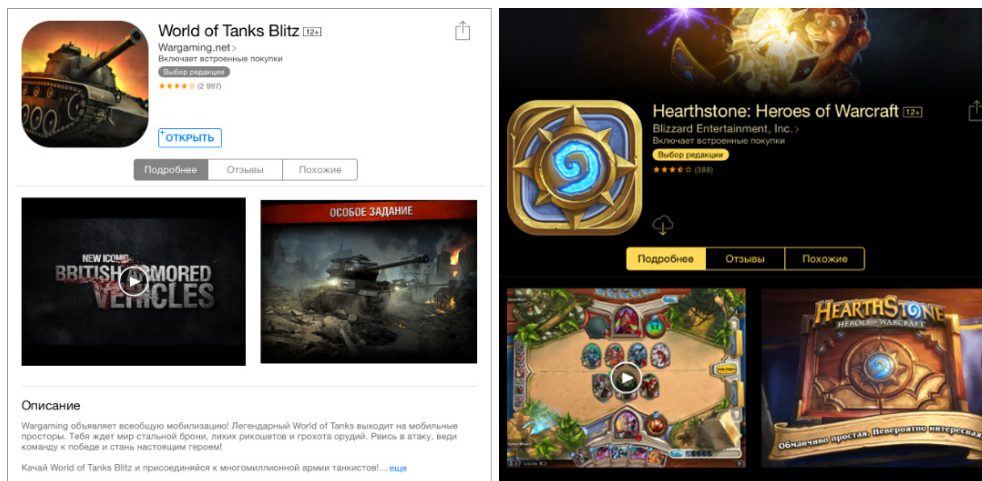 World of Tanks Blitz 12+
Wargaming.net >
Включает встроенные покупки
Выбор редакции
(2 997)
+ ОТКРЫТЬ
Подробнее Отзывы Похожие
NEW ICONIC
BRITISH ARMORED
VEHICLES
ОСОБОЕ ЗАДАНИЕ
Описание
Wargaming объявляет всеобщую мобилизацию! Легендарный World of Tanks выходит на мобильные
просторы. Тебя ждет мир стальной брони, лихих рикошетов и грохота орудий. Рвись в атаку, веди
команду к победе и стань настоящим героем!
Качай World of Tanks Blitz и присоединяйся к многомиллионной армии танкистов!...еще
Hearthstone: Heroes of Warcraft 12+
Blizzard Entertainment, Inc. >
Включает встроенные покупки
Выбор редакции
(388)
Подробнее Отзывы Похожие
HEARTHSTONE
HEROES OF WARCRAFT
Обманчиво простая. Невероятно интересная